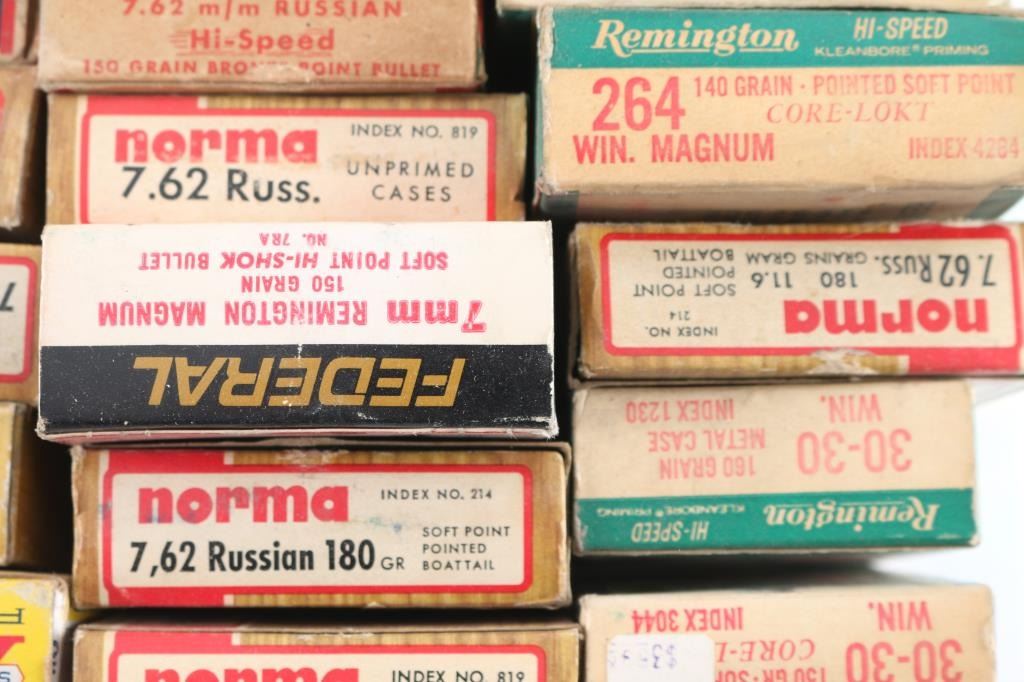 7.62 m/m RUSSIAN
Hi-Speed
150 GRAIN BRONZE POINT BULLET
norma
INDEX NO. 819
7.62 Russ.
UNPRIMED
CASES
FEDERAL
7mm REMINGTON MAGNUM
150 GRAIN
SOFT POINT HI-SHOK BULLET
NO. 7RA
norma
INDEX NO. 214
7,62 Russian 180 GR
SOFT POINT
POINTED
BOATTAIL
norma
INDEX NO. 819
Remington
HI-SPEED
KLEANBORE® PRIMING
264
WIN. MAGNUM
140 GRAIN · POINTED SOFT POINT
CORE-LOKT
INDEX 4264
norma
INDEX NO.
214
7.62 Russ.
180 11.6
GRAINS GRAM
SOFT POINT
POINTED
BOATTAIL
Remington
HI-SPEED
KLEANBORE® PRIMING
30-30
WIN.
160 GRAIN
METAL CASE
INDEX 1230
30-30
WIN.
150 GR
INDEX 3044
7